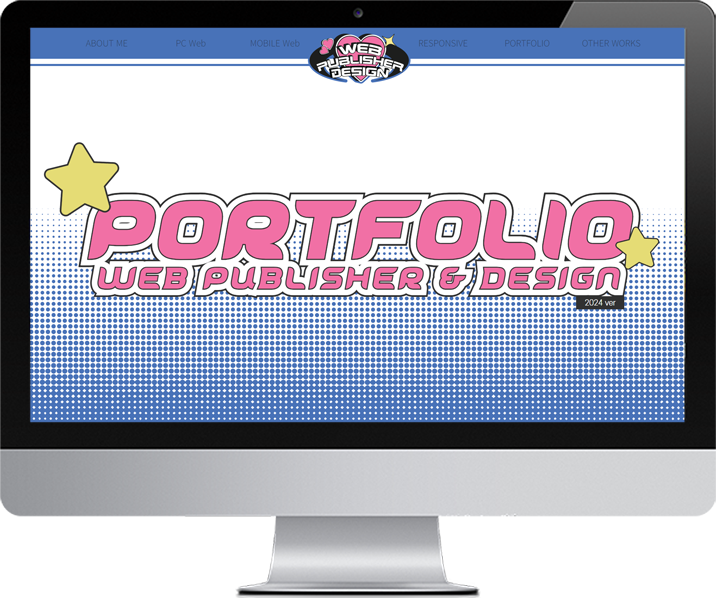 ABOUT ME PC Web MOBILE Web RESPONSIVE PORTFOLIO OTHER WORKS
WEB
PUBLISHER
DESIGN
PORTFOLIO
WEB PUBLISHER & DESIGN
2024 ver